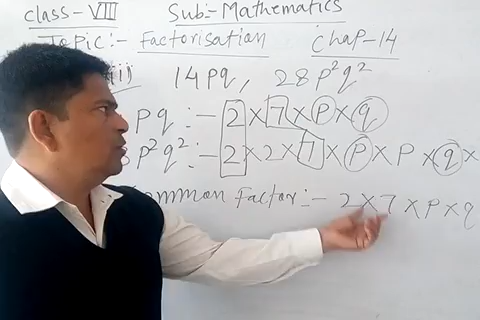 Class-VIII Sub:- Mathematics
Topic:- Factorisation Chap-14
ii) 14pq, 28p²q²
pq :- 2×7×p×q
p²q² :- 2×2×7×p×p×q×
Common Factor:- 2×7×p×q